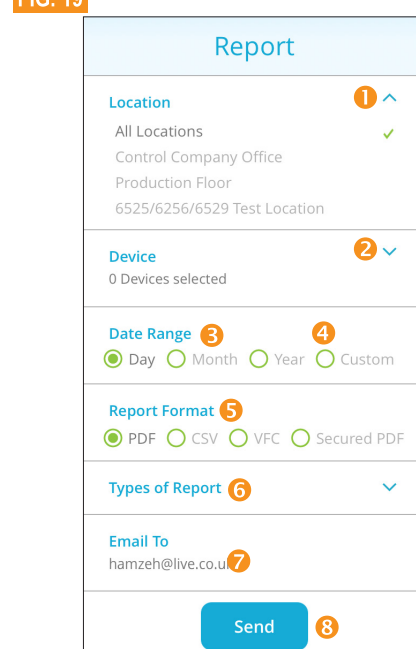 FIG. 19
Report
Location 1
All Locations
Control Company Office
Production Floor
6525/6256/6529 Test Location
Device 2
0 Devices selected
Date Range 3 4
Day Month Year Custom
Report Format 5
PDF CSV VFC Secured PDF
Types of Report 6
Email To
hamzeh@live.co.u 7
Send 8